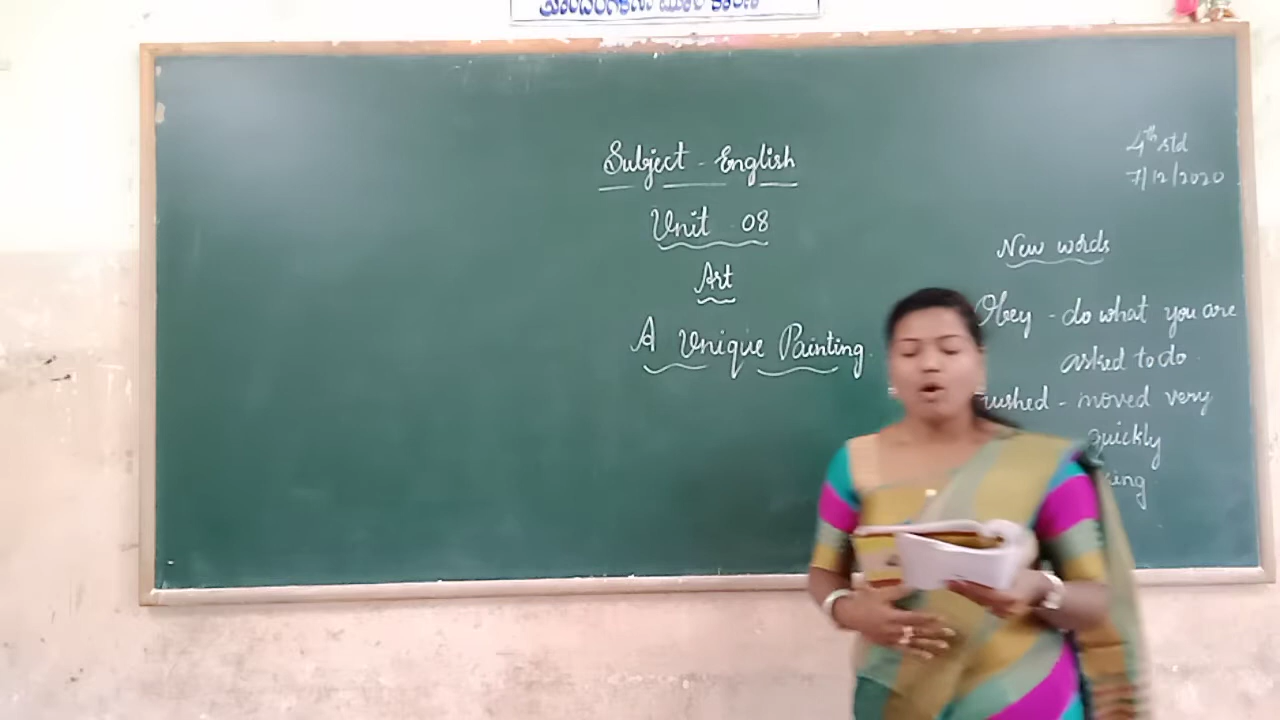 Subject - English
Unit 08
Art
A Unique Painting.
4th std
7/12/2020
New words
Obey - do what you are
asked to do.
rushed - moved very
quickly